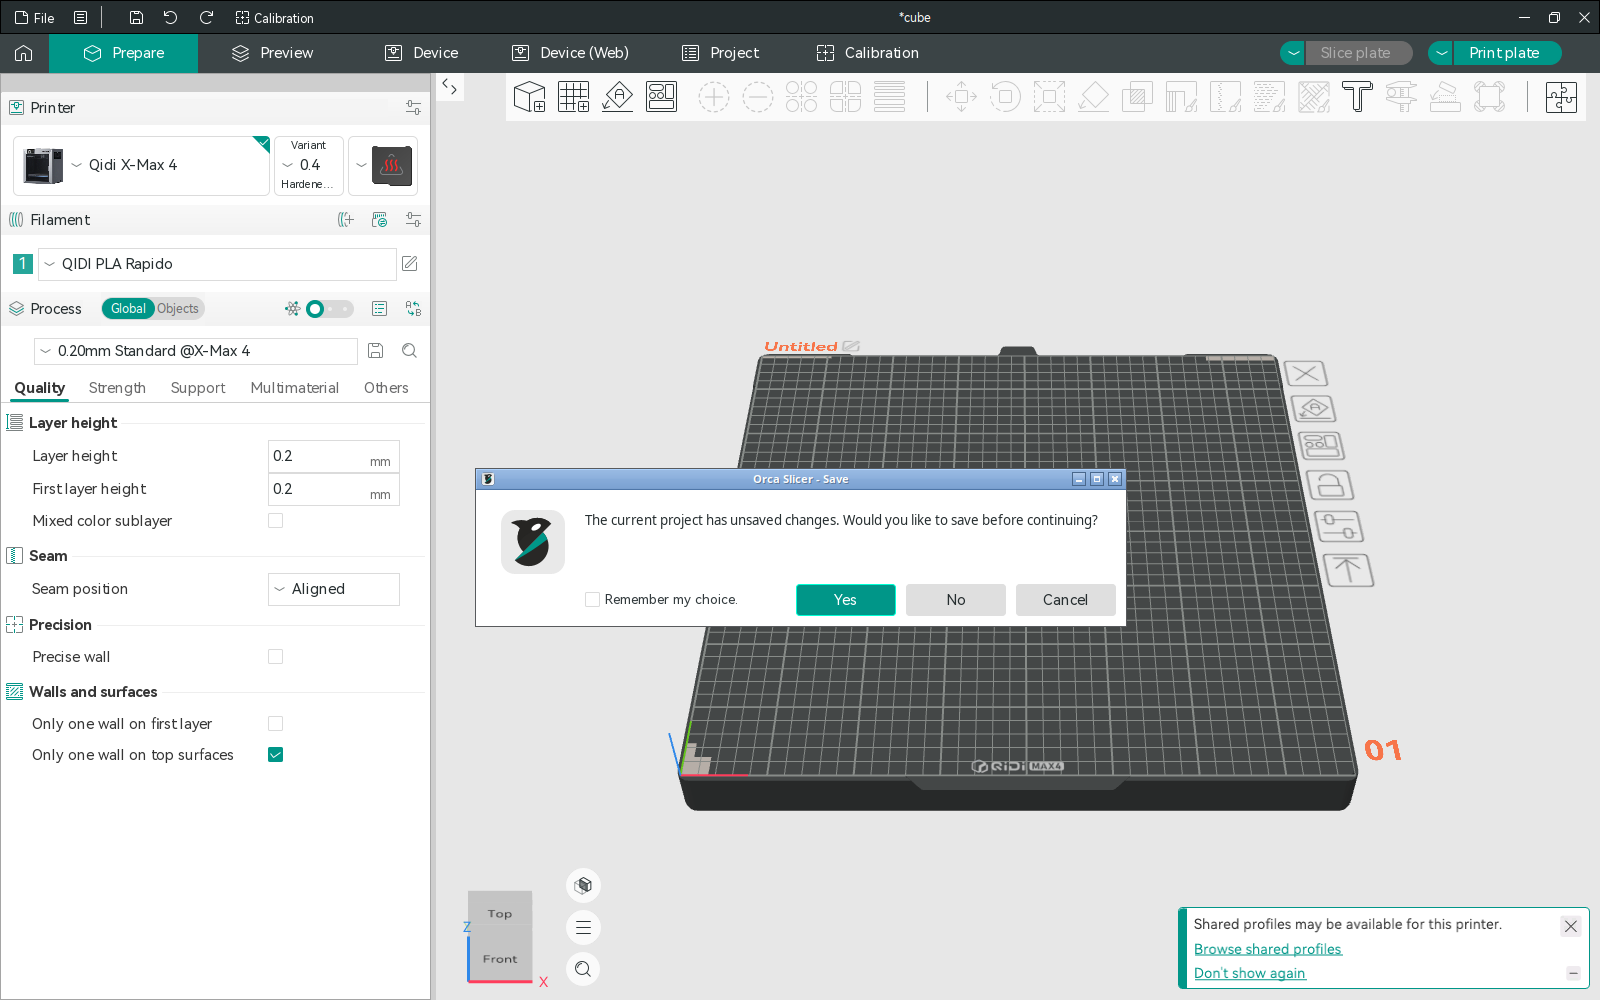 File
Calibration
*cube
Prepare
Preview
Device
Device (Web)
Project
Calibration
Slice plate
Print plate
Printer
Qidi X-Max 4
Variant
0.4
Hardene...
Filament
1
QIDI PLA Rapido
Process
Global
Objects
0.20mm Standard @X-Max 4
Quality
Strength
Support
Multimaterial
Others
Layer height
Layer height
0.2
mm
First layer height
0.2
mm
Mixed color sublayer
Seam
Seam position
Aligned
Precision
Precise wall
Walls and surfaces
Only one wall on first layer
Only one wall on top surfaces
Untitled
Orca Slicer - Save
The current project has unsaved changes. Would you like to save before continuing?
Remember my choice.
Yes
No
Cancel
QIDI MAX4
01
Top
Front
Z
X
Shared profiles may be available for this printer.
Browse shared profiles
Don't show again